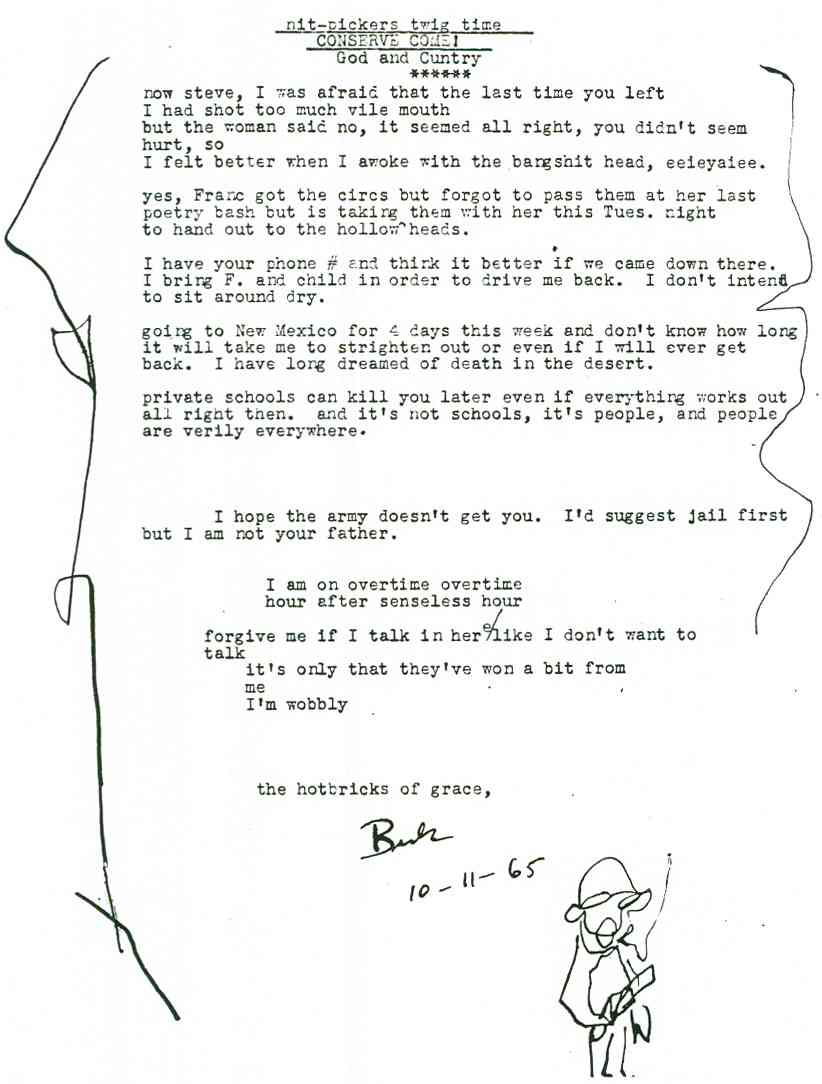 nit-pickers twig time
CONSERVE COME!
God and Cuntry
******
now steve, I was afraid that the last time you left
I had shot too much vile mouth
but the woman said no, it seemed all right, you didn't seem
hurt, so
I felt better when I awoke with the bangshit head, eeieyaiee.
yes, Franc got the circs but forgot to pass them at her last
poetry bash but is taking them with her this Tues. night
to hand out to the hollow^heads.
I have your phone # and think it better if we came down there.
I bring F. and child in order to drive me back.  I don't intend
to sit around dry.
going to New Mexico for 4 days this week and don't know how long
it will take me to strighten out or even if I will ever get
back.  I have long dreamed of death in the desert.
private schools can kill you later even if everything works out
all right then.  and it's not schools, it's people, and people
are verily everywhere.
I hope the army doesn't get you.  I'd suggest jail first
but I am not your father.
I am on overtime overtime
hour after senseless hour
forgive me if I talk in here/like I don't want to
talk
it's only that they've won a bit from
me
I'm wobbly
the hotbricks of grace,
Buk
10-11-65